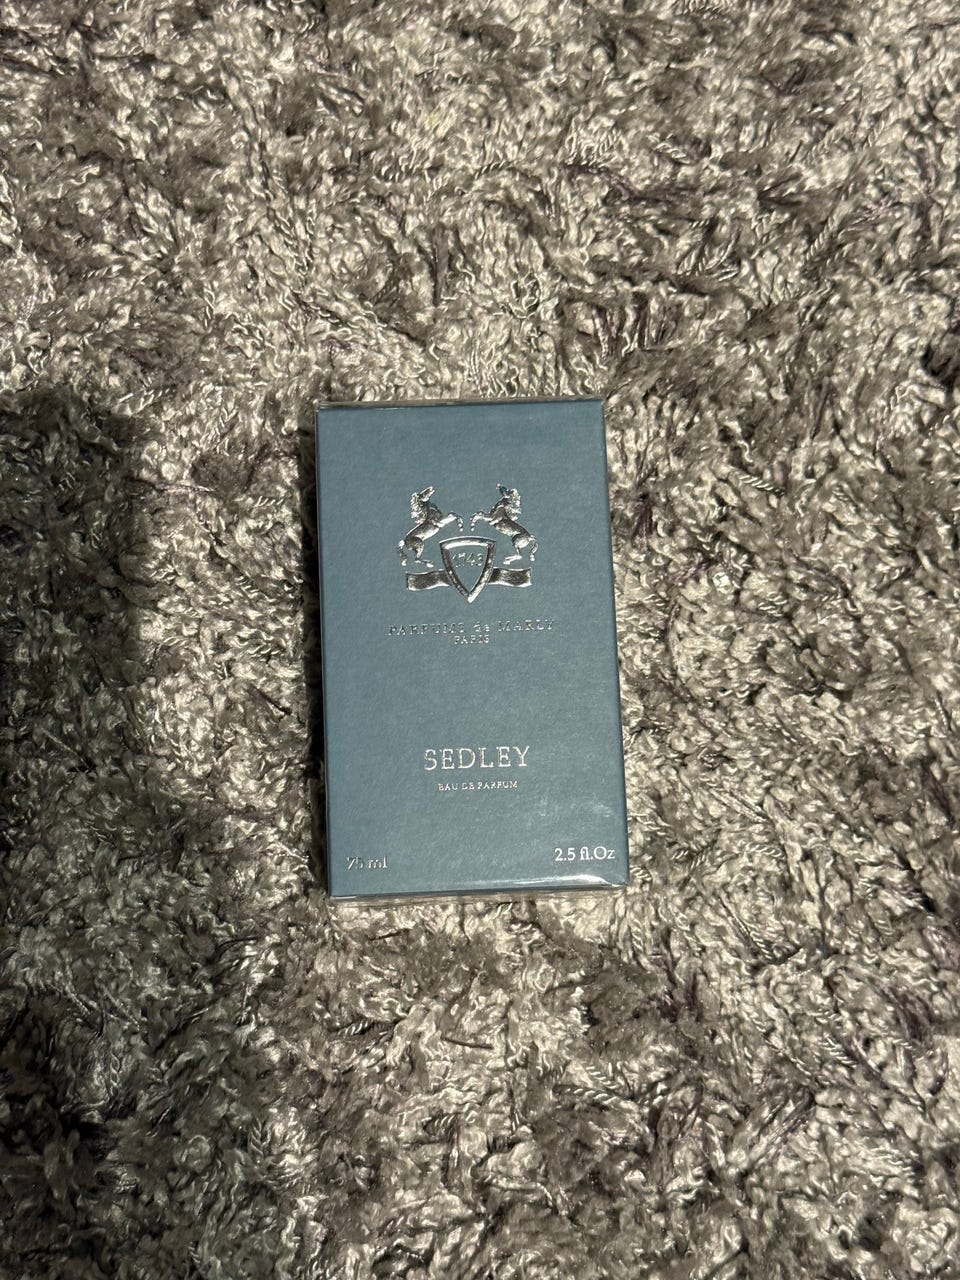 1743
PARFUMS de MARLY
PARIS
SEDLEY
EAU DE PARFUM
75 ml 2.5 fl.Oz